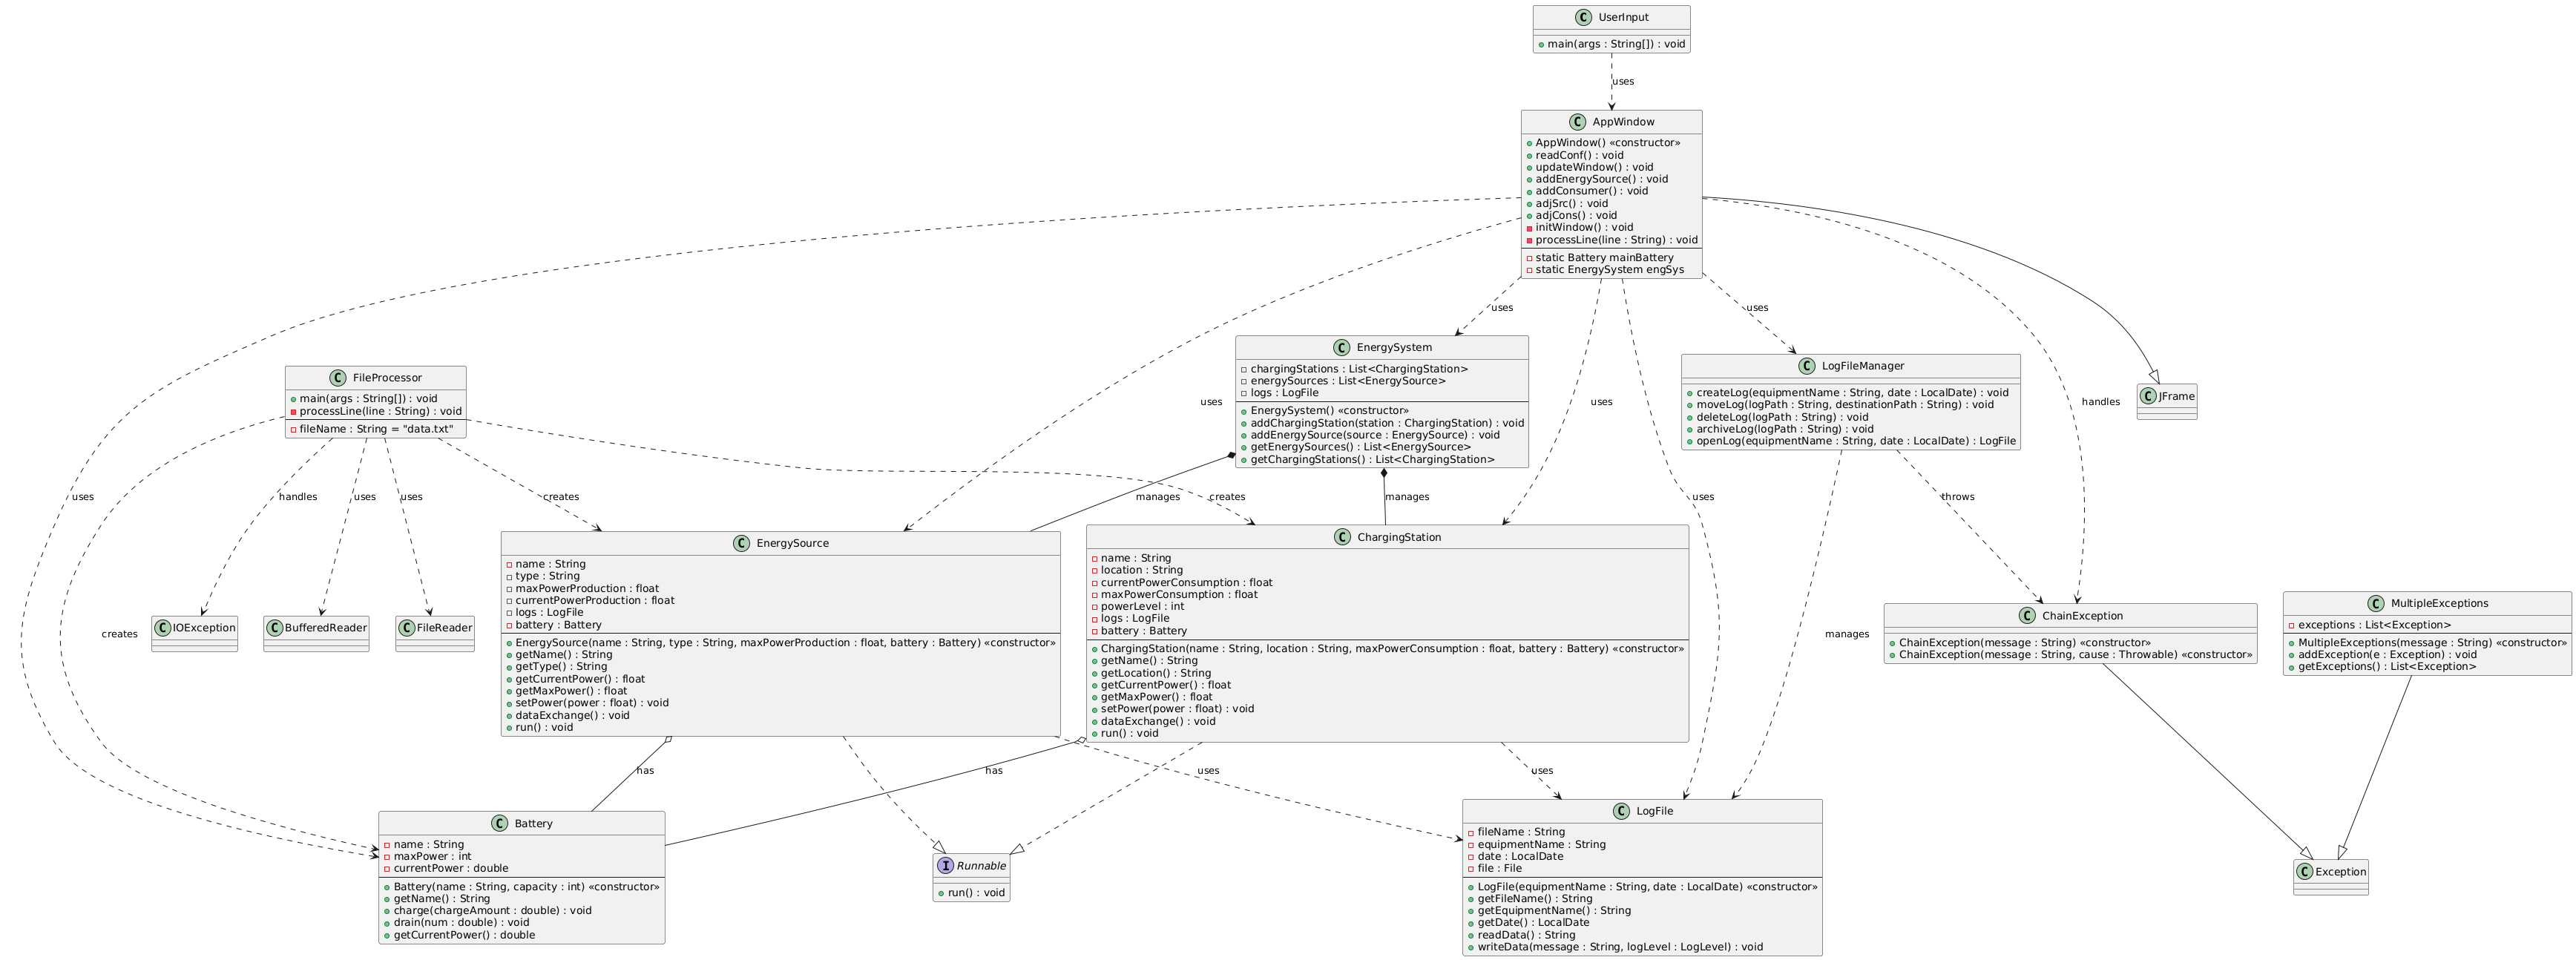 UserInput
main(args : String[]) : void
uses
AppWindow
AppWindow() «constructor»
readConf() : void
updateWindow() : void
addEnergySource() : void
addConsumer() : void
adjSrc() : void
adjCons() : void
initWindow() : void
processLine(line : String) : void
static Battery mainBattery
static EnergySystem engSys
uses
uses
EnergySystem
chargingStations : List<ChargingStation>
energySources : List<EnergySource>
logs : LogFile
EnergySystem() «constructor»
addChargingStation(station : ChargingStation) : void
addEnergySource(source : EnergySource) : void
getEnergySources() : List<EnergySource>
getChargingStations() : List<ChargingStation>
LogFileManager
createLog(equipmentName : String, date : LocalDate) : void
moveLog(logPath : String, destinationPath : String) : void
deleteLog(logPath : String) : void
archiveLog(logPath : String) : void
openLog(equipmentName : String, date : LocalDate) : LogFile
FileProcessor
main(args : String[]) : void
processLine(line : String) : void
fileName : String = "data.txt"
JFrame
uses
uses
handles
uses
handles
uses
uses
creates
manages
creates
manages
uses
throws
EnergySource
name : String
type : String
maxPowerProduction : float
currentPowerProduction : float
logs : LogFile
battery : Battery
EnergySource(name : String, type : String, maxPowerProduction : float, battery : Battery) «constructor»
getName() : String
getType() : String
getCurrentPower() : float
getMaxPower() : float
setPower(power : float) : void
dataExchange() : void
run() : void
ChargingStation
name : String
location : String
currentPowerConsumption : float
maxPowerConsumption : float
powerLevel : int
logs : LogFile
battery : Battery
ChargingStation(name : String, location : String, maxPowerConsumption : float, battery : Battery) «constructor»
getName() : String
getLocation() : String
getCurrentPower() : float
getMaxPower() : float
setPower(power : float) : void
dataExchange() : void
run() : void
IOException
BufferedReader
FileReader
creates
manages
ChainException
ChainException(message : String) «constructor»
ChainException(message : String, cause : Throwable) «constructor»
MultipleExceptions
exceptions : List<Exception>
MultipleExceptions(message : String) «constructor»
addException(e : Exception) : void
getExceptions() : List<Exception>
has
has
uses
uses
Battery
name : String
maxPower : int
currentPower : double
Battery(name : String, capacity : int) «constructor»
getName() : String
charge(chargeAmount : double) : void
drain(num : double) : void
getCurrentPower() : double
Runnable
run() : void
LogFile
fileName : String
equipmentName : String
date : LocalDate
file : File
LogFile(equipmentName : String, date : LocalDate) «constructor»
getFileName() : String
getEquipmentName() : String
getDate() : LocalDate
readData() : String
writeData(message : String, logLevel : LogLevel) : void
Exception